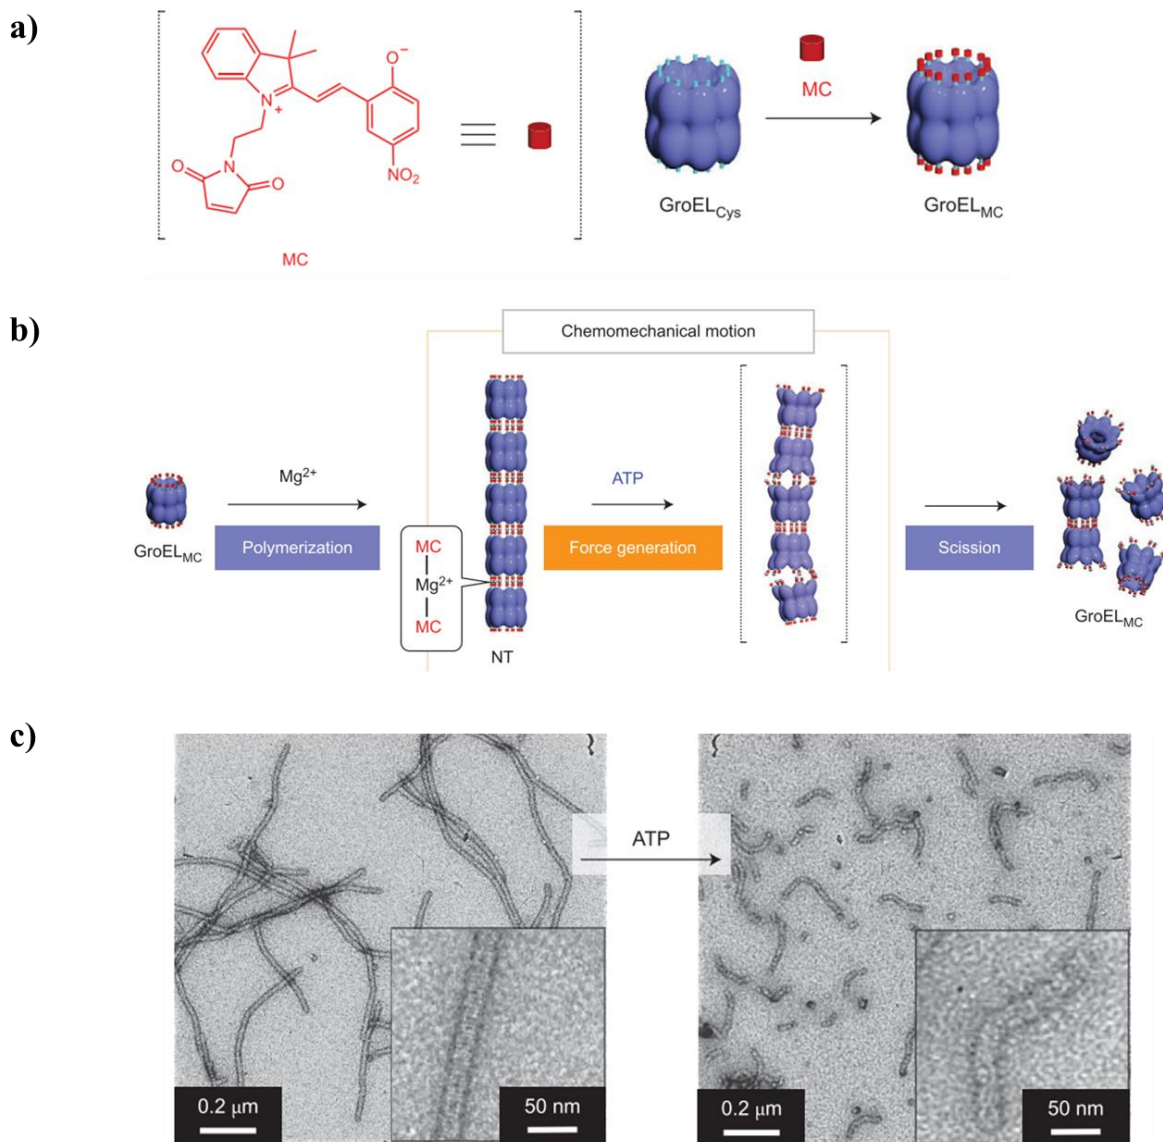 a)
N
+
O⁻
N
O
O
NO₂
MC
MC
GroEL_Cys
GroEL_MC
b)
Chemomechanical motion
Mg²⁺
ATP
GroEL_MC
Polymerization
Force generation
Scission
MC
Mg²⁺
MC
NT
GroEL_MC
c)
ATP
0.2 μm
50 nm
0.2 μm
50 nm